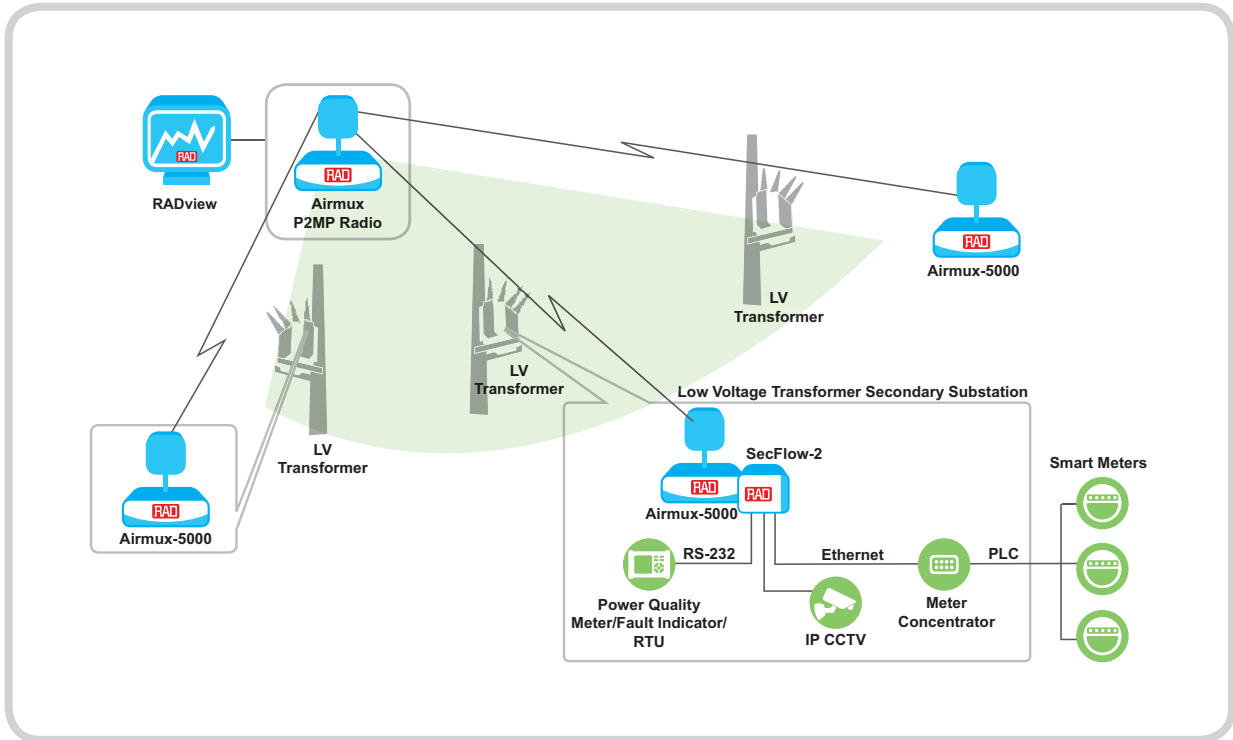 RAD
RADview
RAD
Airmux
P2MP Radio
RAD
Airmux-5000
LV
Transformer
LV
Transformer
LV
Transformer
RAD
Airmux-5000
Low Voltage Transformer Secondary Substation
SecFlow-2
RAD
RAD
Airmux-5000
RS-232
Ethernet
PLC
Smart Meters
Power Quality
Meter/Fault Indicator/
RTU
IP CCTV
Meter
Concentrator